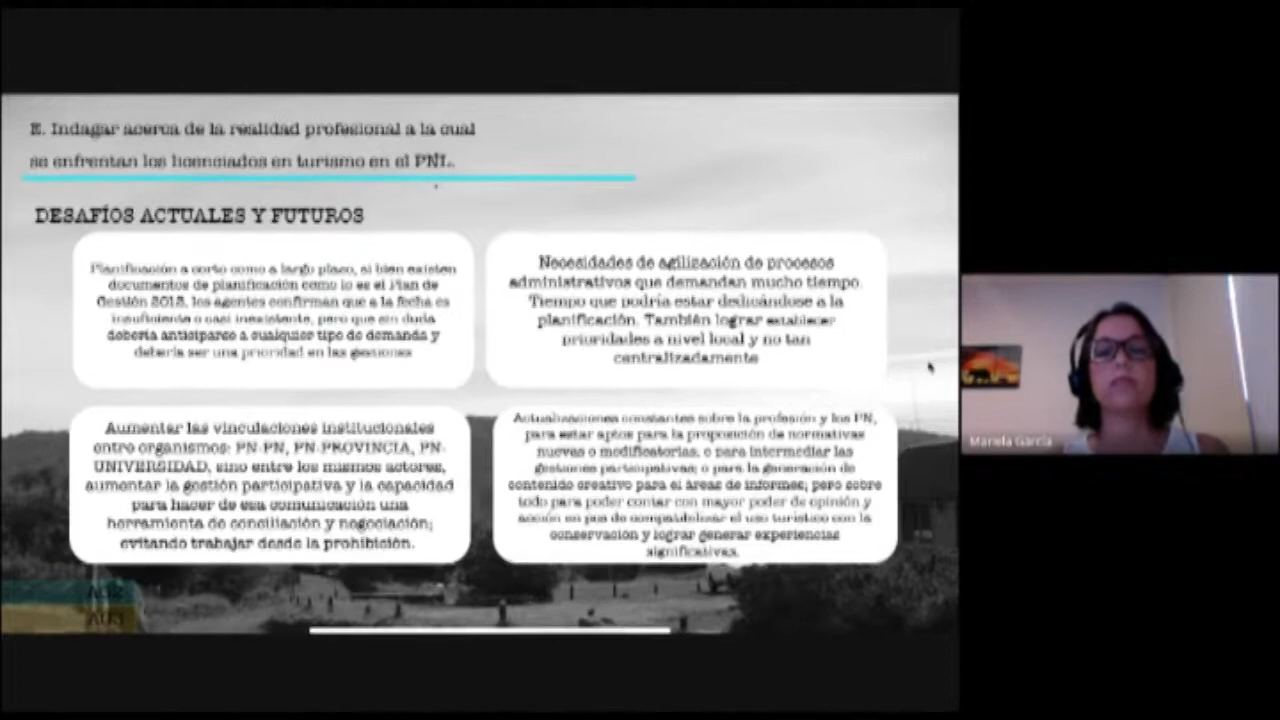 E. Indagar acerca de la realidad profesional a la cual
se enfrentan los licenciados en turismo en el PNL.
DESAFÍOS ACTUALES Y FUTUROS
Planificación a corto como a largo plazo, si bien existen
documentos de planificación como lo es el Plan de
Gestión 2012, los agentes confirman que a la fecha es
insuficiente o casi inexistente, pero que sin duda
debería anticiparse a cualquier tipo de demanda y
debería ser una prioridad en las gestiones
Necesidades de agilización de procesos
administrativos que demandan mucho tiempo.
Tiempo que podría estar dedicándose a la
planificación. También lograr establecer
prioridades a nivel local y no tan
centralizadamente
Aumentar las vinculaciones institucionales
entre organismos: PN-PN, PN-PROVINCIA, PN-
UNIVERSIDAD, sino entre los mismos actores,
aumentar la gestión participativa y la capacidad
para hacer de esa comunicación una
herramienta de conciliación y negociación;
evitando trabajar desde la prohibición.
Actualizaciones constantes sobre la profesión y los PN,
para estar aptos para la proposición de normativas
nuevas o modificatorias, o para intermediar las
gestiones participativas; o para la generación de
contenido creativo para el áreas de informes; pero sobre
todo para poder contar con mayor poder de opinión y
acción en pos de compatibilizar el uso turístico con la
conservación y lograr generar experiencias
significativas.
Mariela García